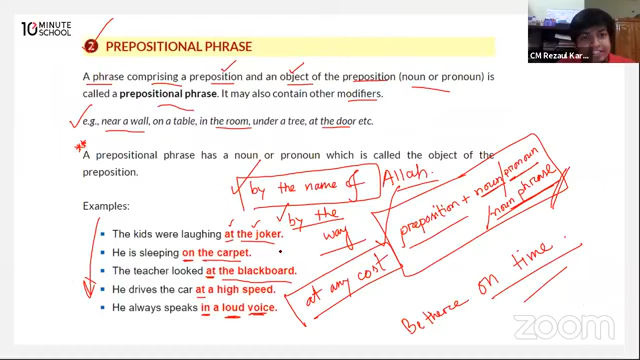 10 MINUTE
SCHOOL
2 PREPOSITIONAL PHRASE
CM Rezaul Kar...
A phrase comprising a preposition and an object of the preposition (noun or pronoun) is
called a prepositional phrase. It may also contain other modifiers.
e.g., near a wall, on a table, in the room, under a tree, at the door etc.
**
A prepositional phrase has a noun or pronoun which is called the object of the
preposition.
by the name of Allah.
Examples:
by the
way
preposition + noun/pronoun
/noun phrase
▪ The kids were laughing at the joker.
▪ He is sleeping on the carpet.
▪ The teacher looked at the blackboard.
▪ He drives the car at a high speed.
▪ He always speaks in a loud voice.
at any cost
Be there on time.
zoom